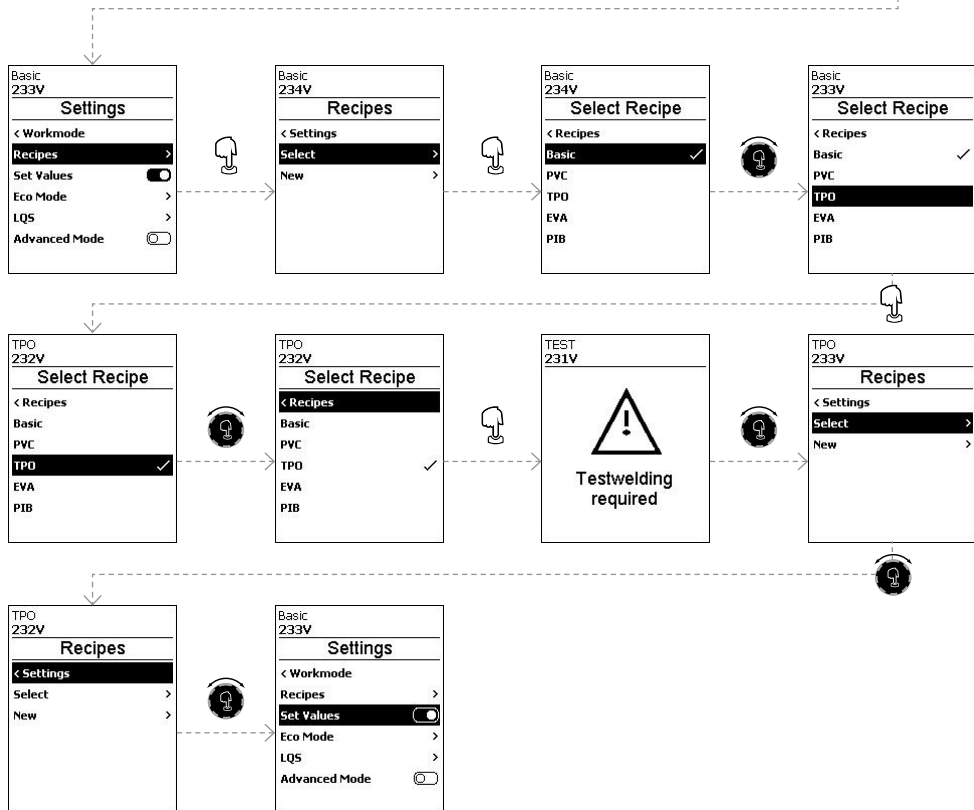 Basic
233V
Settings
< Workmode
Recipes >
Set Values
Eco Mode >
LQS >
Advanced Mode
Basic
234V
Recipes
< Settings
Select >
New >
Basic
234V
Select Recipe
< Recipes
Basic ✓
PVC
TPO
EVA
PIB
Basic
233V
Select Recipe
< Recipes
Basic ✓
PVC
TPO
EVA
PIB
TPO
232V
Select Recipe
< Recipes
Basic
PVC
TPO ✓
EVA
PIB
TPO
232V
Select Recipe
< Recipes
Basic
PVC
TPO ✓
EVA
PIB
TEST
231V
!
Testwelding
required
TPO
233V
Recipes
< Settings
Select >
New >
TPO
232V
Recipes
< Settings
Select >
New >
Basic
233V
Settings
< Workmode
Recipes >
Set Values
Eco Mode >
LQS >
Advanced Mode